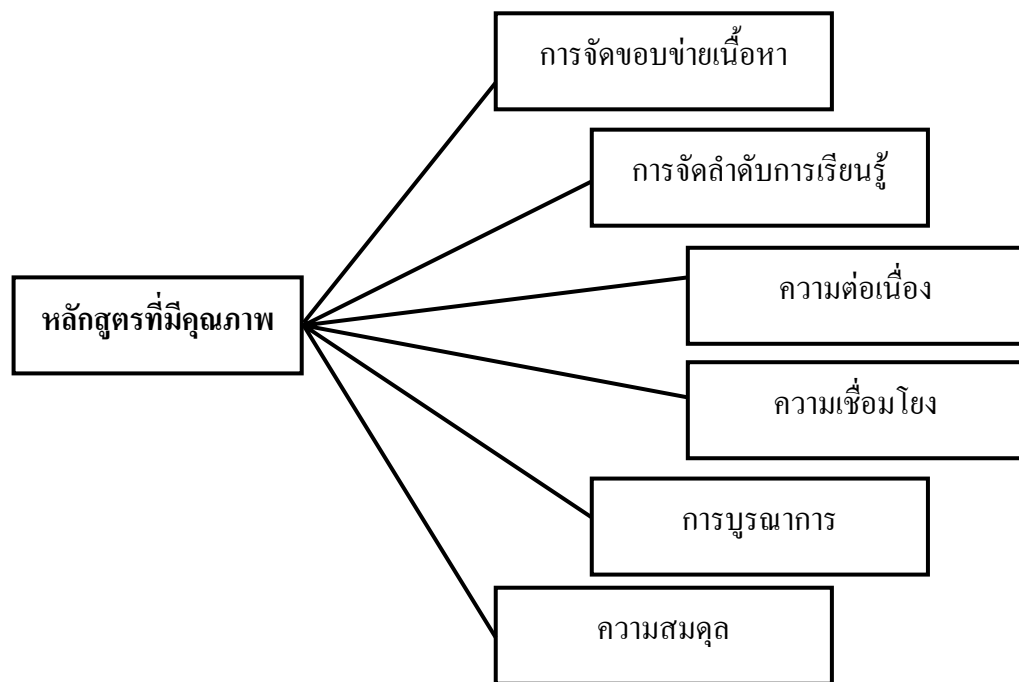 การจัดขอบข่ายเนื้อหา
การจัดลำดับการเรียนรู้
ความต่อเนื่อง
หลักสูตรที่มีคุณภาพ
ความเชื่อมโยง
การบูรณาการ
ความสมดุล